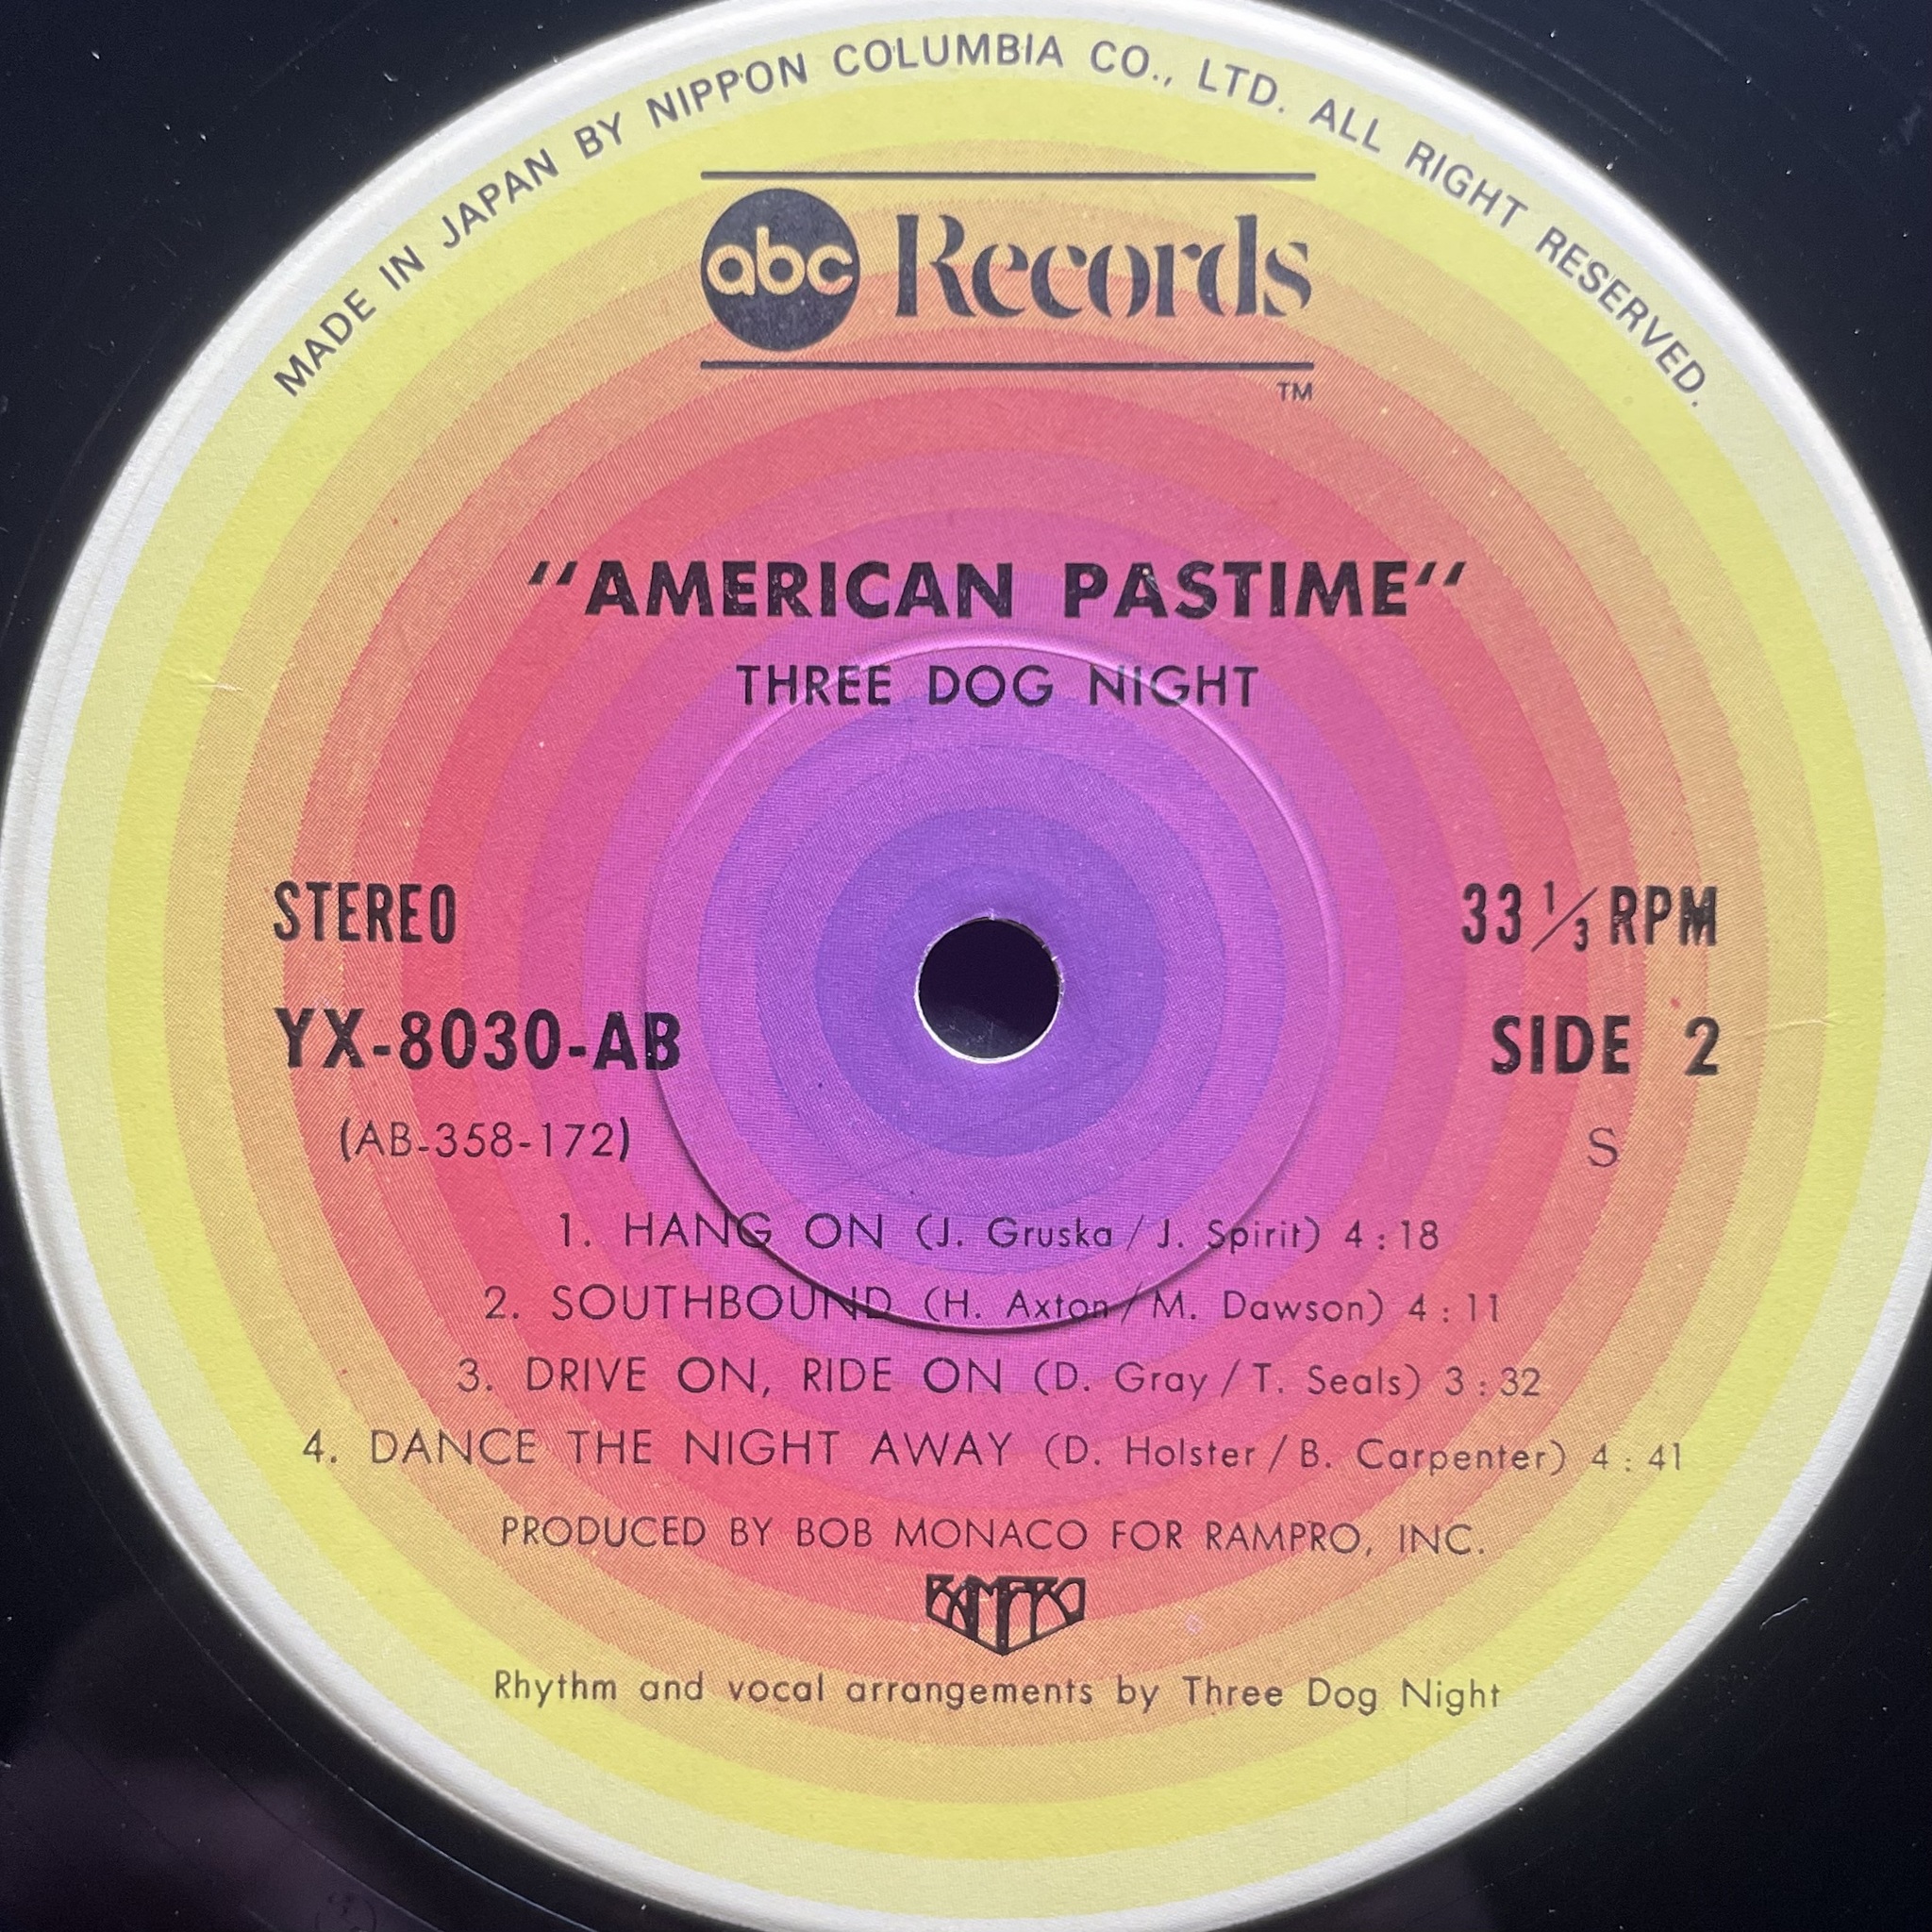 MADE IN JAPAN BY NIPPON COLUMBIA CO., LTD. ALL RIGHT RESERVED.
abc Records
TM
"AMERICAN PASTIME"
THREE DOG NIGHT
STEREO
33 1/3 RPM
YX-8030-AB
SIDE 2
(AB-358-172)
S
1. HANG ON (J. Gruska / J. Spirit) 4:18
2. SOUTHBOUND (H. Axton / M. Dawson) 4:11
3. DRIVE ON, RIDE ON (D. Gray / T. Seals) 3:32
4. DANCE THE NIGHT AWAY (D. Holster / B. Carpenter) 4:41
PRODUCED BY BOB MONACO FOR RAMPRO, INC.
RAMPRO
Rhythm and vocal arrangements by Three Dog Night